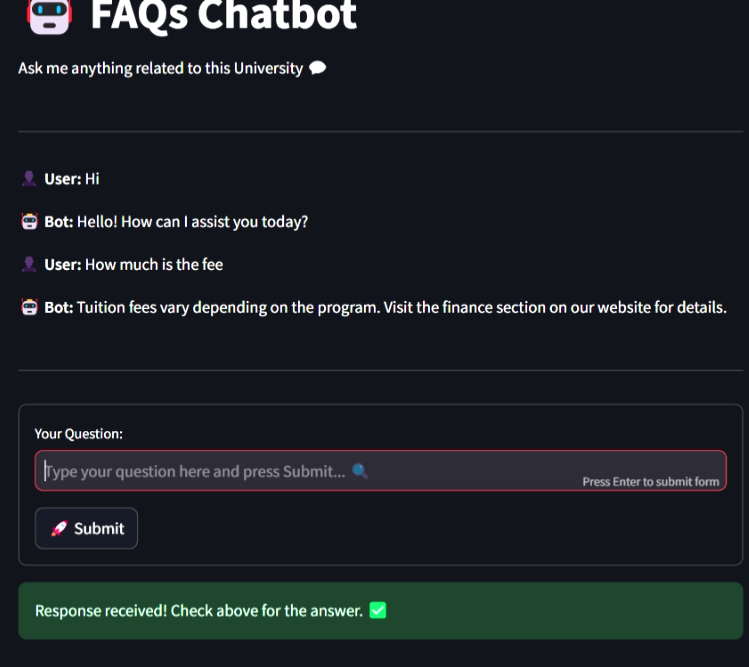 FAQs Chatbot
Ask me anything related to this University 💬
User: Hi
Bot: Hello! How can I assist you today?
User: How much is the fee
Bot: Tuition fees vary depending on the program. Visit the finance section on our website for details.
Your Question:
Type your question here and press Submit... 🔍
Press Enter to submit form
🚀 Submit
Response received! Check above for the answer. ✅